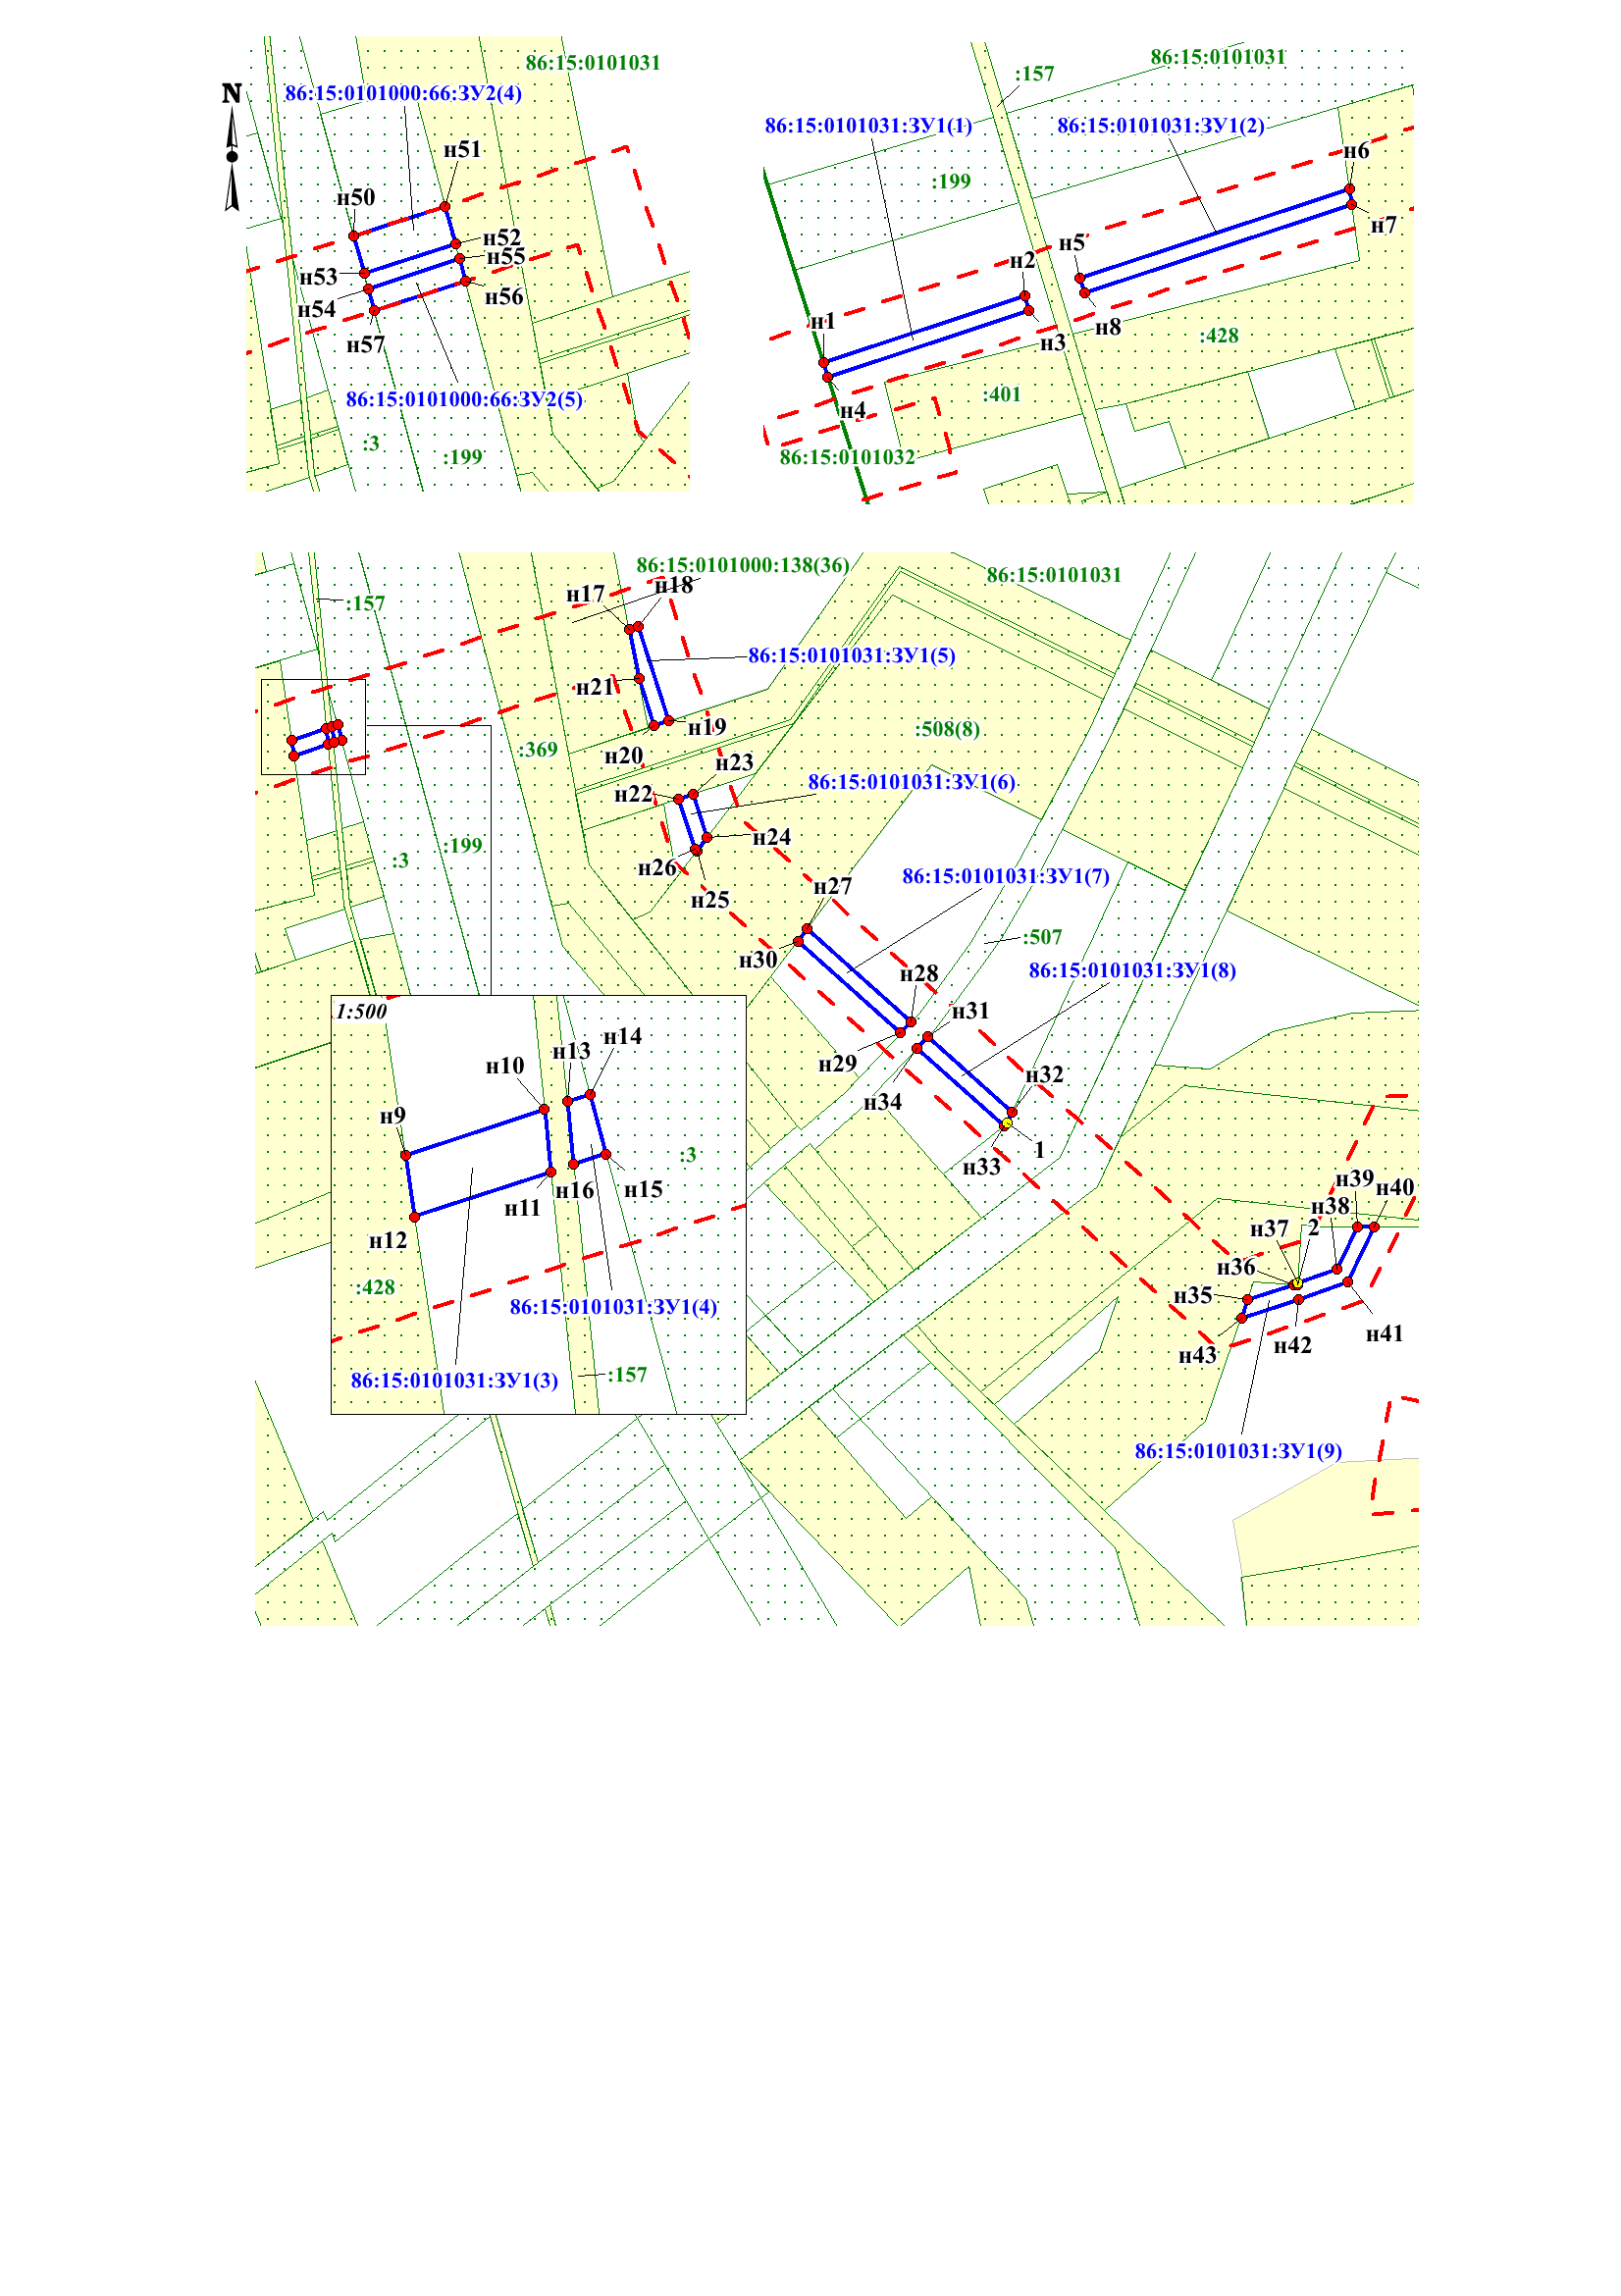 N
86:15:0101031
86:15:0101000:66:ЗУ2(4)
н51
н50
н52
н55
н53
н56
н54
н57
86:15:0101000:66:ЗУ2(5)
:3
:199
86:15:0101031
:157
86:15:0101031:ЗУ1(1)
86:15:0101031:ЗУ1(2)
н6
:199
н7
н5
н2
н1
н8
н3
:428
:401
н4
86:15:0101032
86:15:0101000:138(36)
86:15:0101031
н18
н17
:157
86:15:0101031:ЗУ1(5)
н21
н19
:508(8)
:369
н20
н23
86:15:0101031:ЗУ1(6)
н22
н24
:199
:3
н26
н25
86:15:0101031:ЗУ1(7)
н27
:507
н30
86:15:0101031:ЗУ1(8)
н28
н31
1:500
н14
н13
н10
н29
н32
н34
н9
1
:3
н33
н15
н16
н11
н12
н39
н40
н38
н37
2
н36
н35
:428
86:15:0101031:ЗУ1(4)
н41
н42
н43
:157
86:15:0101031:ЗУ1(3)
86:15:0101031:ЗУ1(9)